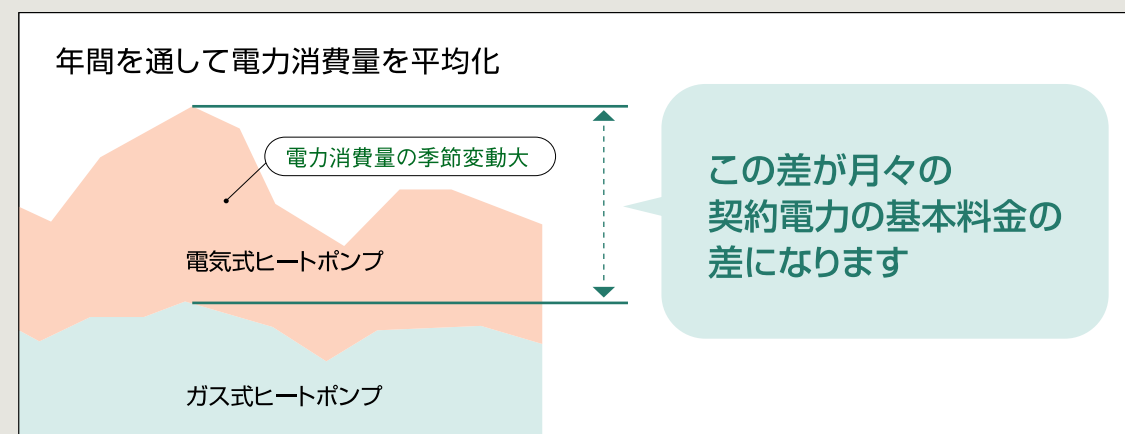 年間を通して電力消費量を平均化
電力消費量の季節変動大
この差が月々の
契約電力の基本料金の
差になります
電気式ヒートポンプ
ガス式ヒートポンプ